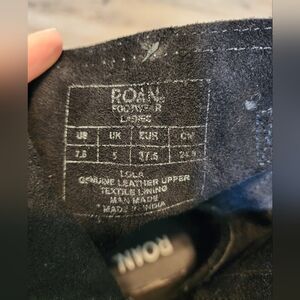 ROAN
FOOTWEAR
LADIES
US UK EUR CM
7.5 5 37.5 24.5
LOLA
GENUINE LEATHER UPPER
TEXTILE LINING
MAN MADE
MADE IN INDIA
ROAN